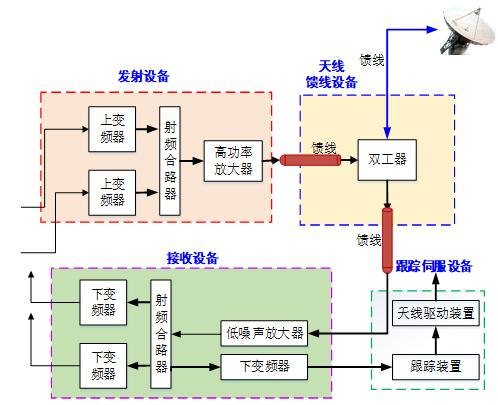 发射设备
天线
馈线设备
馈线
上变
频器
射
频
合
路
器
高功率
放大器
馈线
双工器
上变
频器
馈线
接收设备
跟踪伺服设备
下变
频器
射
频
合
路
器
低噪声放大器
天线驱动装置
下变
频器
下变频器
跟踪装置